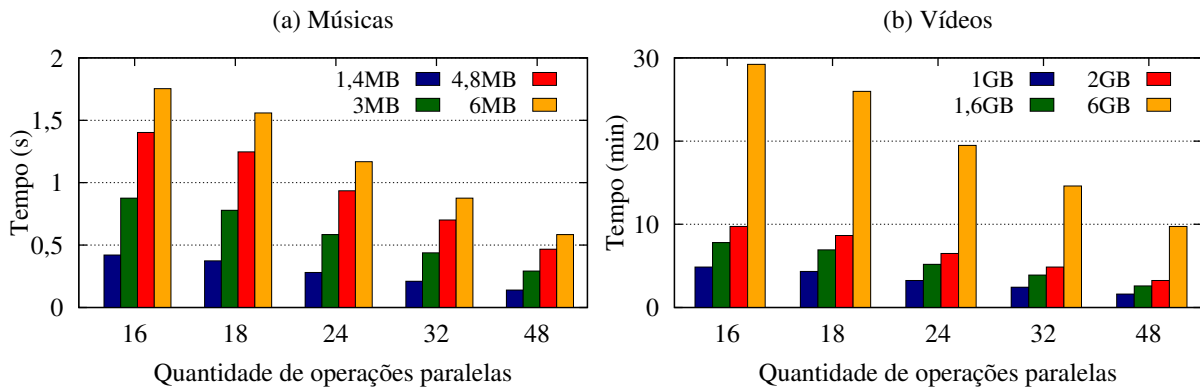 (a) Músicas
Tempo (s)
2
1,5
1
0,5
0
1,4MB 4,8MB
3MB 6MB
16 18 24 32 48
Quantidade de operações paralelas
(b) Vídeos
Tempo (min)
30
20
10
0
1GB 2GB
1,6GB 6GB
16 18 24 32 48
Quantidade de operações paralelas